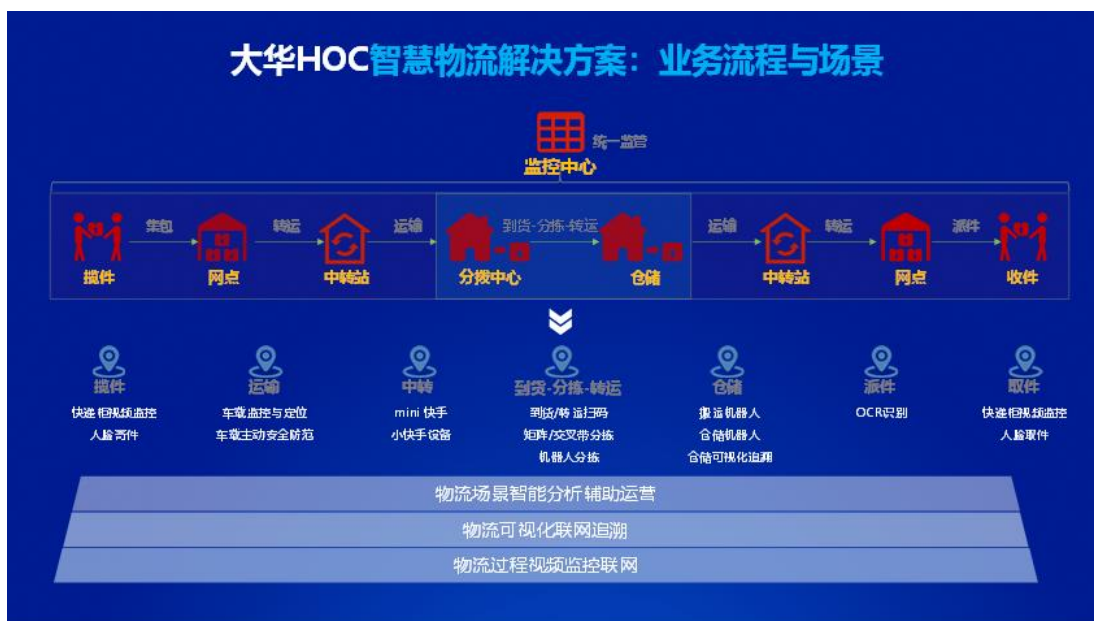 大华HOC智慧物流解决方案：业务流程与场景
统一监管
监控中心
集包
转运
运输
到货-分拣-转运
运输
转运
派件
揽件
网点
中转站
分拨中心
仓储
中转站
网点
收件
揽件
运输
中转
到货-分拣-转运
仓储
派件
取件
快递柜视频监控
车载监控与定位
mini 快手
到货/转运扫码
搬运机器人
OCR识别
快递柜视频监控
人脸寄件
车载主动安全防范
小快手设备
矩阵/交叉带分拣
仓储机器人
人脸取件
机器人分拣
仓储可视化追溯
物流场景智能分析辅助运营
物流可视化联网追溯
物流过程视频监控联网